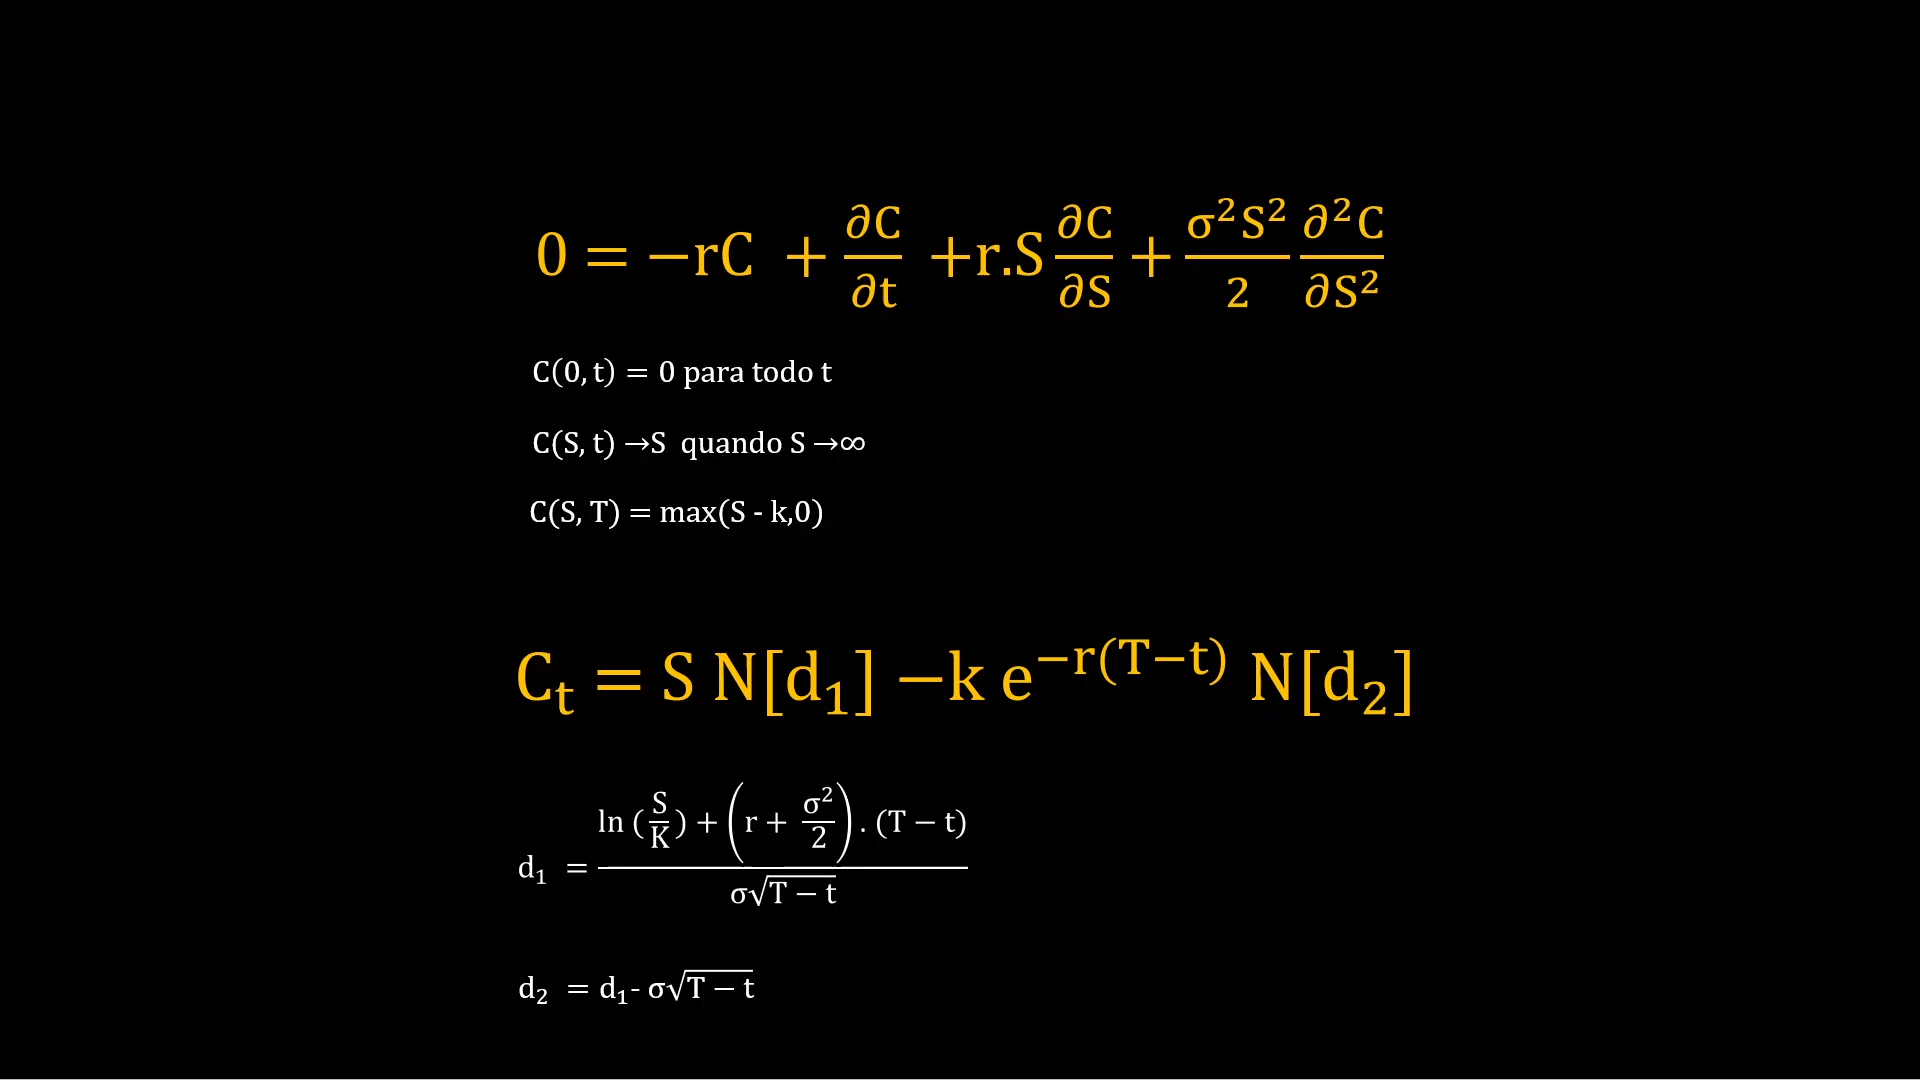 0 = −rC + ∂C/∂t +r.S ∂C/∂S + σ²S²/2 ∂²C/∂S²
C(0, t) = 0 para todo t
C(S, t) →S quando S →∞
C(S, T) = max(S - k,0)
Cₜ = S N[d₁] −k e^−r(T−t) N[d₂]
d₁ = ln (S/K) + (r + σ²/2) . (T − t) / σ√T − t
d₂ = d₁- σ√T − t